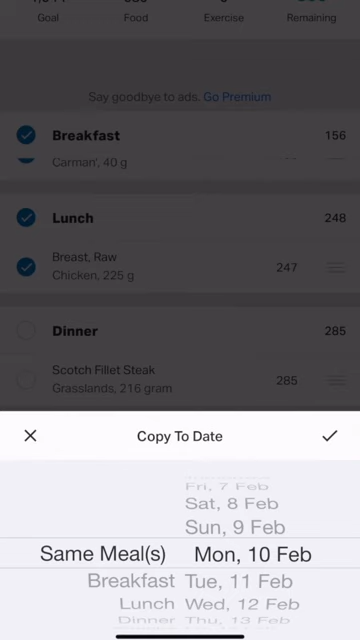 Goal Food Exercise Remaining
Say goodbye to ads. Go Premium
Breakfast 156
Carman', 40 g
Lunch 248
Breast, Raw
Chicken, 225 g 247
Dinner 285
Scotch Fillet Steak
Grasslands, 216 gram 285
Copy To Date
Fri, 7 Feb
Sat, 8 Feb
Sun, 9 Feb
Same Meal(s) Mon, 10 Feb
Breakfast Tue, 11 Feb
Lunch Wed, 12 Feb
Dinner Thu, 13 Feb